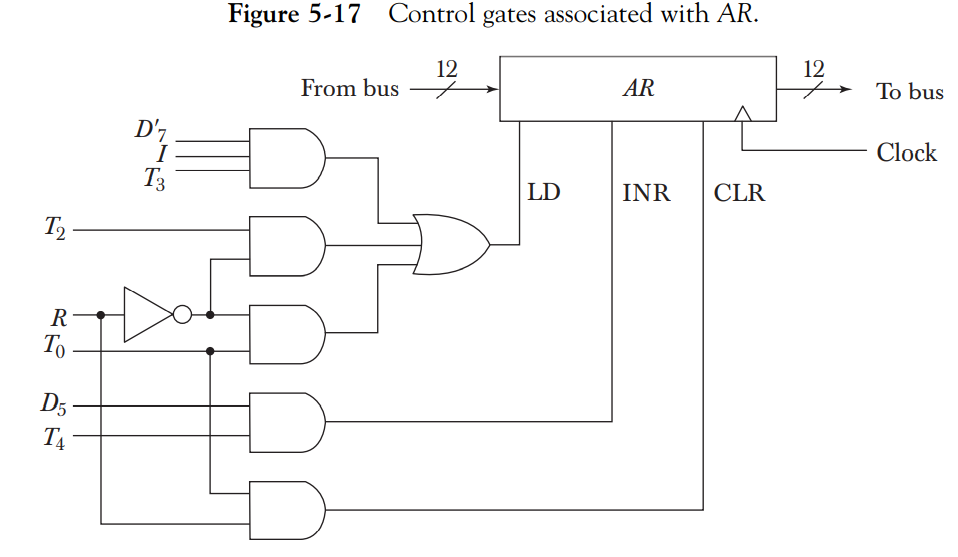 Figure 5-17 Control gates associated with AR.
12
12
From bus
AR
To bus
D′7
Clock
I
T3
LD
INR
CLR
T2
R
T0
D5
T4